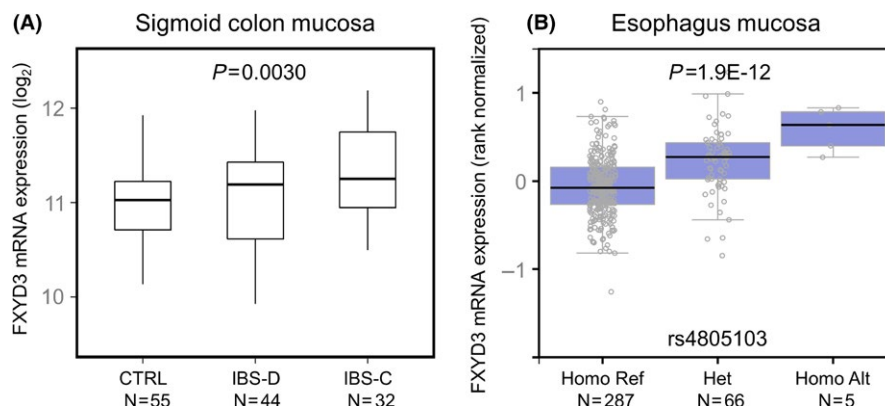 (A) Sigmoid colon mucosa
FXYD3 mRNA expression (log₂)
P=0.0030
12
11
10
CTRL IBS-D IBS-C
N=55 N=44 N=32
(B) Esophagus mucosa
FXYD3 mRNA expression (rank normalized)
P=1.9E-12
1
0
−1
rs4805103
Homo Ref Het Homo Alt
N=287 N=66 N=5